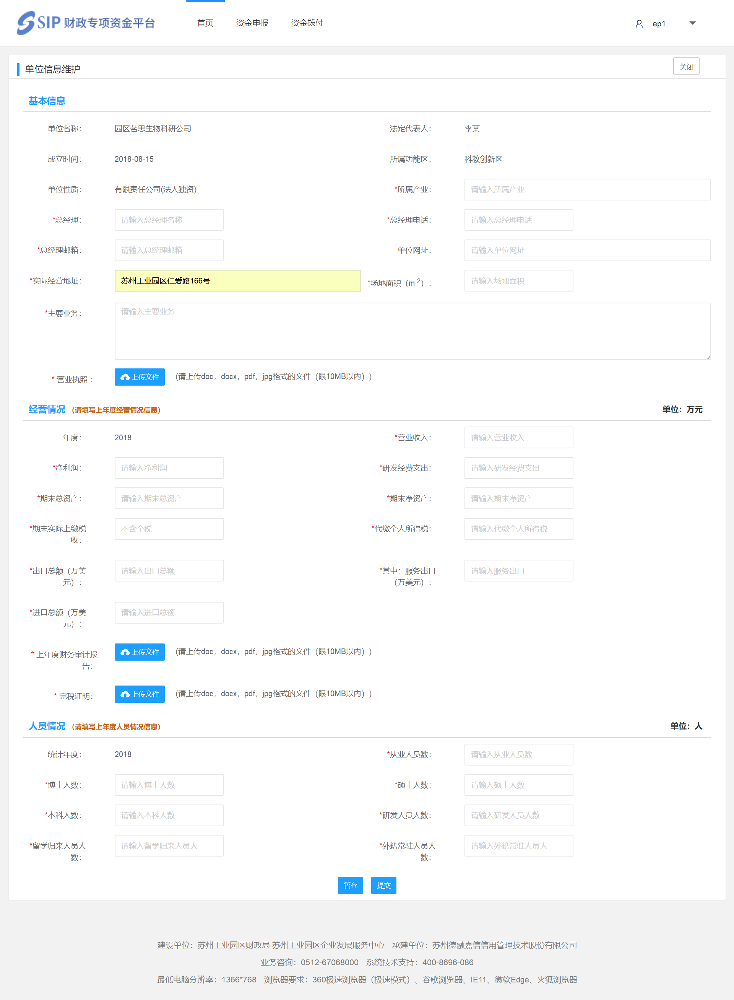 SIP 财政专项资金平台 首页 资金申报 资金拨付 ep1
单位信息维护 关闭
基本信息
单位名称： 园区茗思生物科研公司 法定代表人： 李某
成立时间： 2018-08-15 所属功能区： 科教创新区
单位性质： 有限责任公司(法人独资) *所属产业： 请输入所属产业
*总经理： 请输入总经理名称 *总经理电话： 请输入总经理电话
*总经理邮箱： 请输入总经理邮箱 单位网址： 请输入单位网址
*实际经营地址： 苏州工业园区仁爱路166号 *场地面积（m 2）： 请输入场地面积
*主要业务： 请输入主要业务
* 营业执照： 上传文件 (请上传doc，docx，pdf，jpg格式的文件（限10MB以内）)
经营情况 （请填写上年度经营情况信息） 单位：万元
年度： 2018 *营业收入： 请输入营业收入
*净利润： 请输入净利润 *研发经费支出： 请输入研发经费支出
*期末总资产： 请输入期末总资产 *期末净资产： 请输入期末净资产
*期末实际上缴税 不含个税 *代缴个人所得税： 请输入代缴个人所得税
收：
*出口总额（万美 请输入出口总额 *其中：服务出口 请输入服务出口
元）： （万美元）：
*进口总额（万美 请输入进口总额
元）：
* 上年度财务审计报 上传文件 (请上传doc，docx，pdf，jpg格式的文件（限10MB以内）)
告：
* 完税证明： 上传文件 (请上传doc，docx，pdf，jpg格式的文件（限10MB以内）)
人员情况 （请填写上年度人员情况信息） 单位：人
统计年度： 2018 *从业人员数： 请输入从业人员数
*博士人数： 请输入博士人数 *硕士人数： 请输入硕士人数
*本科人数： 请输入本科人数 *研发人员人数： 请输入研发人员人数
*留学归来人员人 请输入留学归来人员人 *外籍常驻人员人 请输入外籍常驻人员人
数： 数：
暂存 提交
建设单位：苏州工业园区财政局 苏州工业园区企业发展服务中心 承建单位：苏州德融嘉信信用管理技术股份有限公司
业务咨询：0512-67068000 系统技术支持：400-8696-086
最低电脑分辨率：1366*768 浏览器要求：360极速浏览器（极速模式）、谷歌浏览器、IE11、微软Edge、火狐浏览器